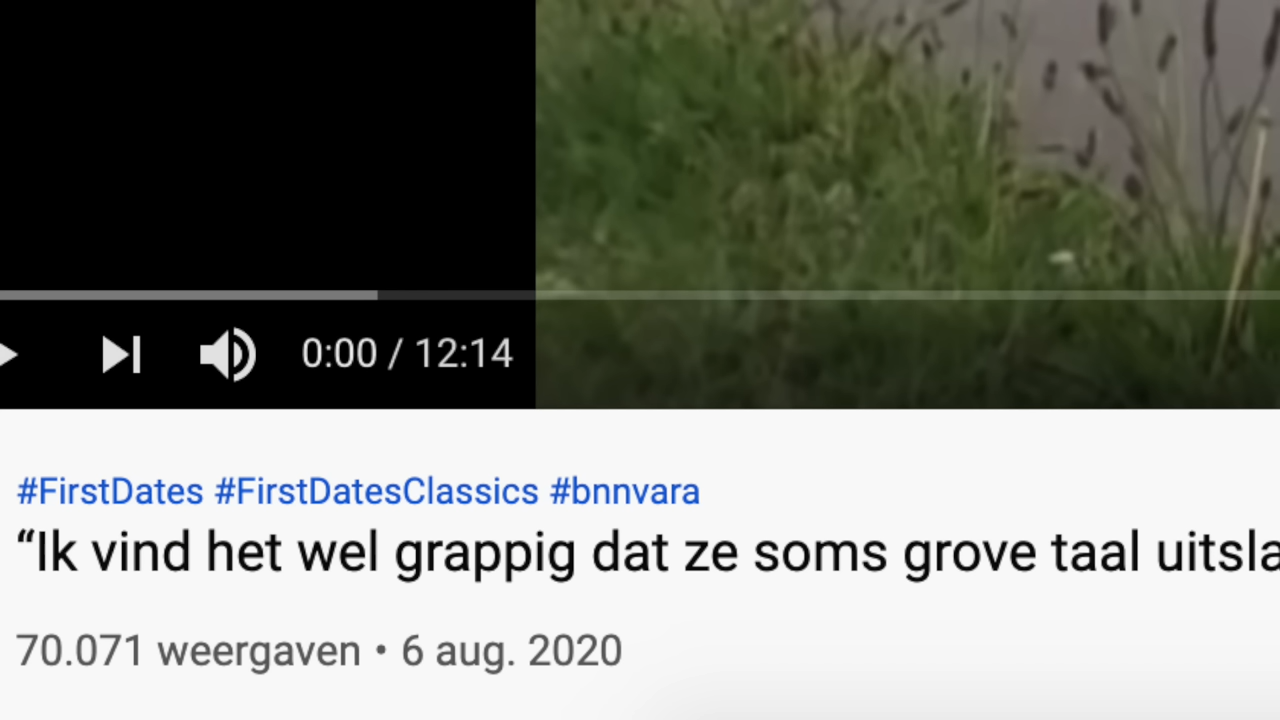 0:00 / 12:14
#FirstDates #FirstDatesClassics #bnnvara
“Ik vind het wel grappig dat ze soms grove taal uitsla
70.071 weergaven • 6 aug. 2020